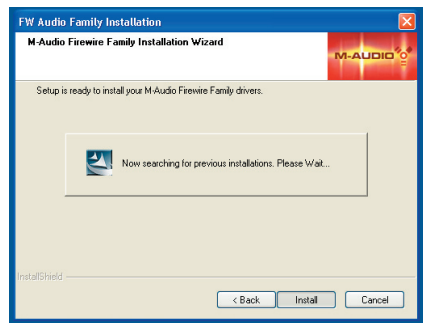 FW Audio Family Installation
M-Audio Firewire Family Installation Wizard
M-AUDIO
Setup is ready to install your M-Audio Firewire Family drivers.
Now searching for previous installations. Please Wait...
InstallShield
< Back Install Cancel